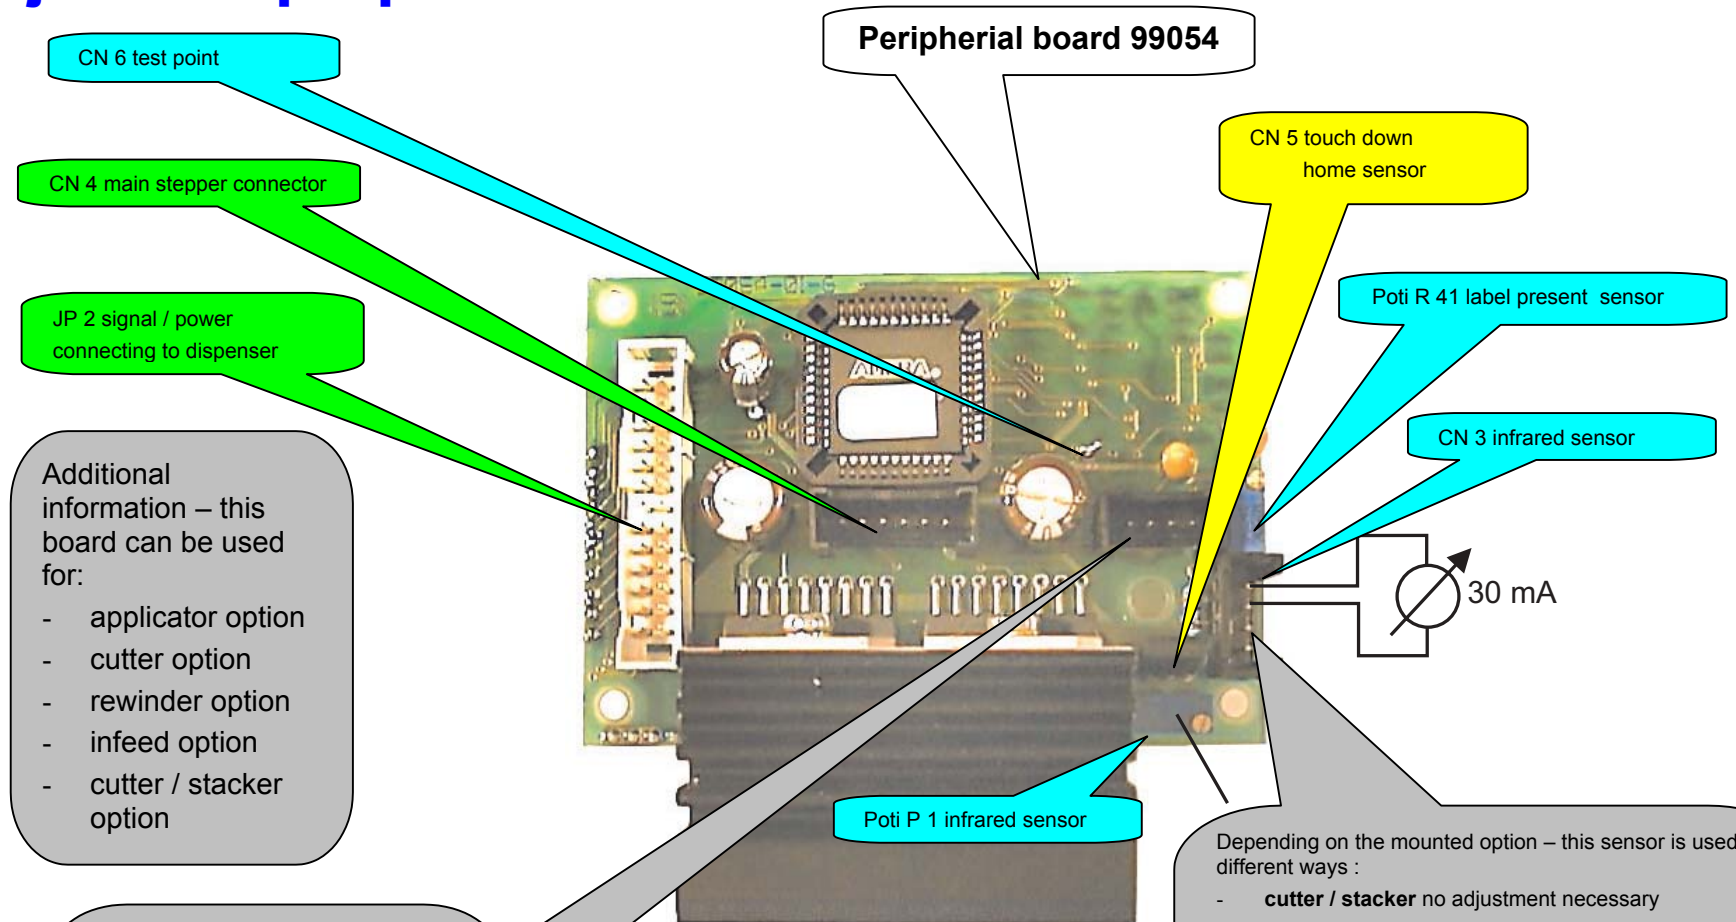 Peripherial board 99054
CN 6 test point
CN 5 touch down
home sensor
CN 4 main stepper connector
Poti R 41 label present sensor
JP 2 signal / power
connecting to dispenser
CN 3 infrared sensor
ALTERA.
Additional
information – this
board can be used
for:
- applicator option
- cutter option
- rewinder option
- infeed option
- cutter / stacker
option
30 mA
Poti P 1 infrared sensor
Depending on the mounted option – this sensor is used
different ways :
- cutter / stacker no adjustment necessary